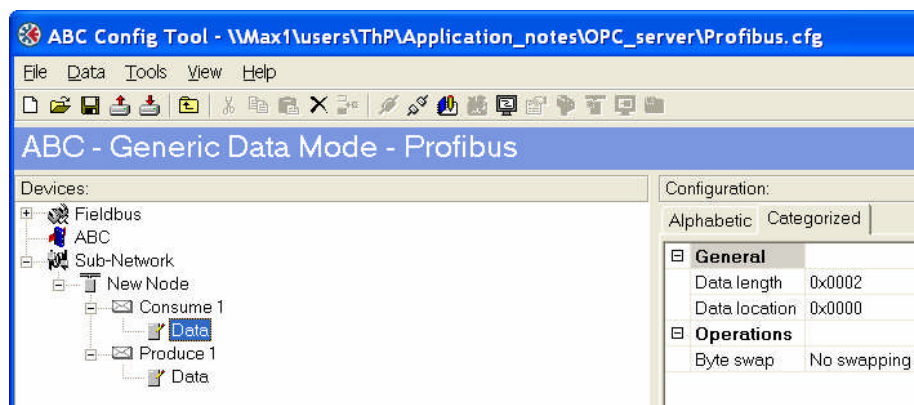 ABC Config Tool - \\Max1\users\ThP\Application_notes\OPC_server\Profibus.cfg
File Data Tools View Help
ABC - Generic Data Mode - Profibus
Devices:
Fieldbus
ABC
Sub-Network
New Node
Consume 1
Data
Produce 1
Data
Configuration:
Alphabetic Categorized
General
Data length 0x0002
Data location 0x0000
Operations
Byte swap No swapping